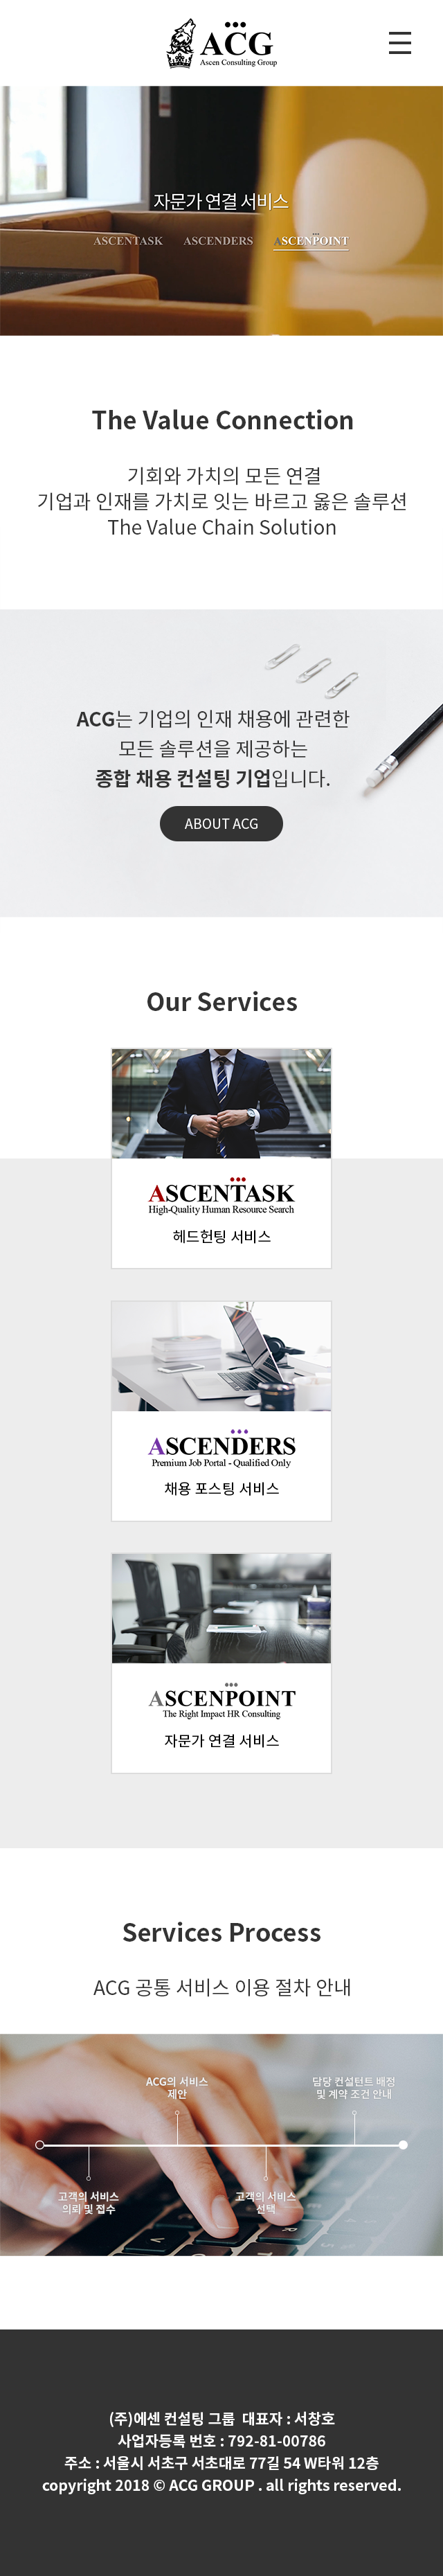 ACG
Ascen Consulting Group
자문가 연결 서비스
ASCENTASK ASCENDERS ASCENPOINT
The Value Connection
기회와 가치의 모든 연결
기업과 인재를 가치로 잇는 바르고 옳은 솔루션
The Value Chain Solution
ACG는 기업의 인재 채용에 관련한
모든 솔루션을 제공하는
종합 채용 컨설팅 기업입니다.
ABOUT ACG
Our Services
ASCENTASK
High-Quality Human Resource Search
헤드헌팅 서비스
ASCENDERS
Premium Job Portal - Qualified Only
채용 포스팅 서비스
ASCENPOINT
The Right Impact HR Consulting
자문가 연결 서비스
Services Process
ACG 공통 서비스 이용 절차 안내
ACG의 서비스
제안
담당 컨설턴트 배정
및 계약 조건 안내
고객의 서비스
의뢰 및 접수
고객의 서비스
선택
(주)에센 컨설팅 그룹 대표자 : 서창호
사업자등록 번호 : 792-81-00786
주소 : 서울시 서초구 서초대로 77길 54 W타워 12층
copyright 2018 © ACG GROUP . all rights reserved.